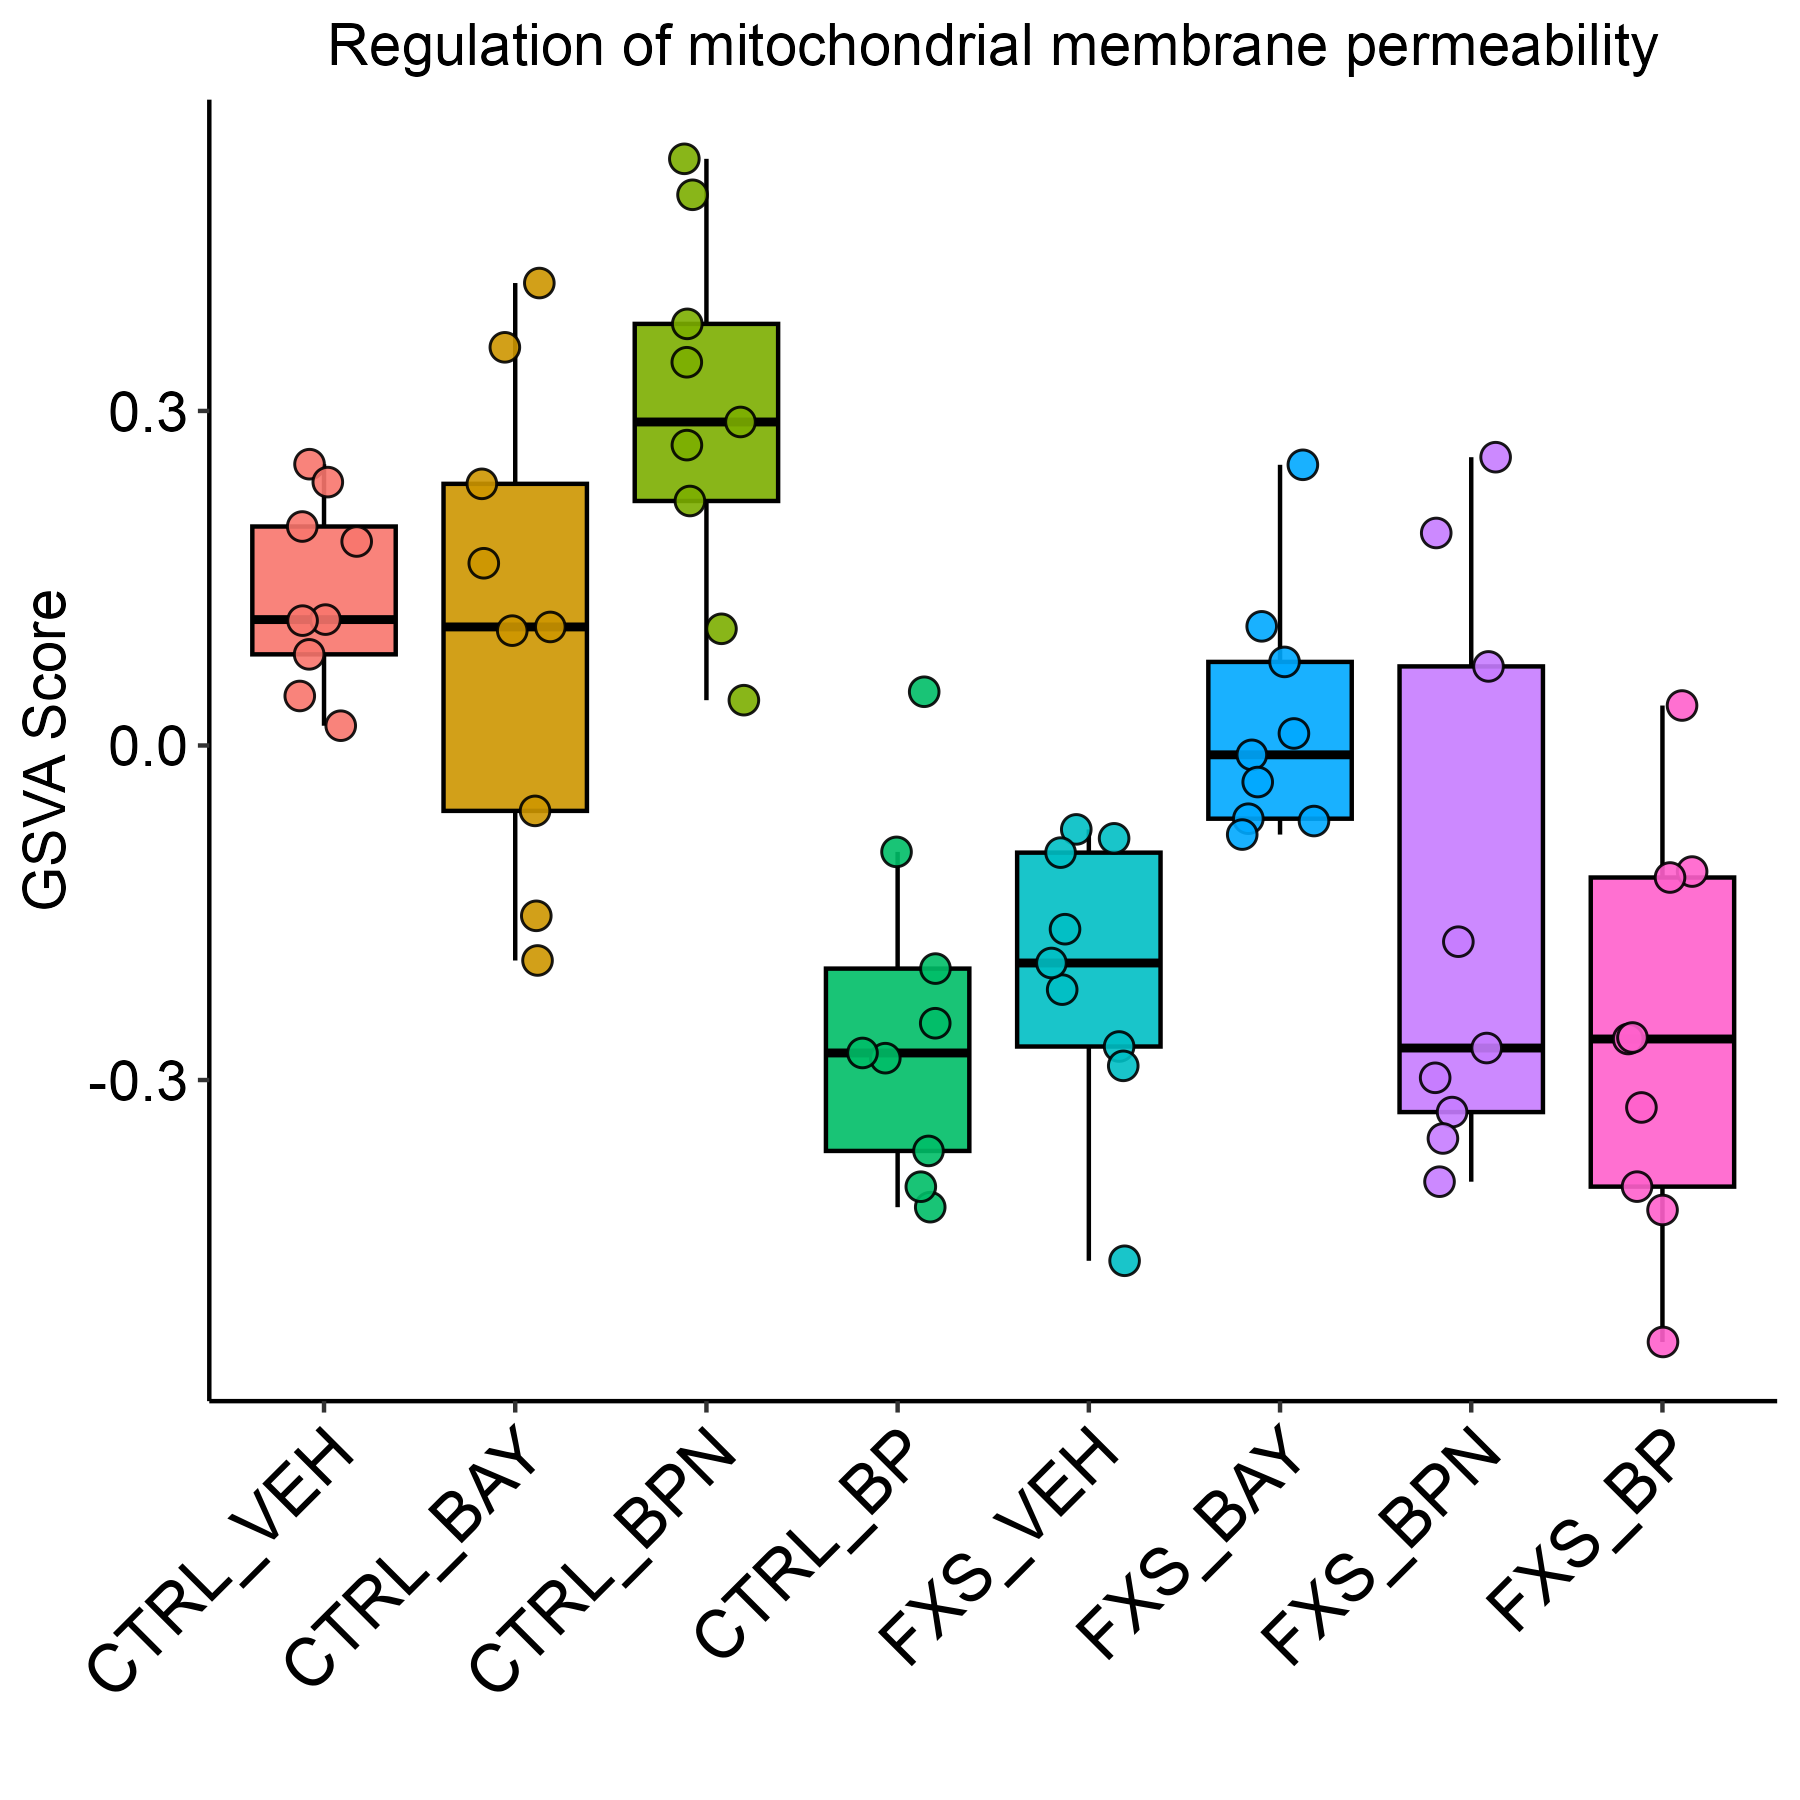 Regulation of mitochondrial membrane permeability
GSVA Score
0.3
0.0
-0.3
CTRL_VEH
CTRL_BAY
CTRL_BPN
CTRL_BP
FXS_VEH
FXS_BAY
FXS_BPN
FXS_BP